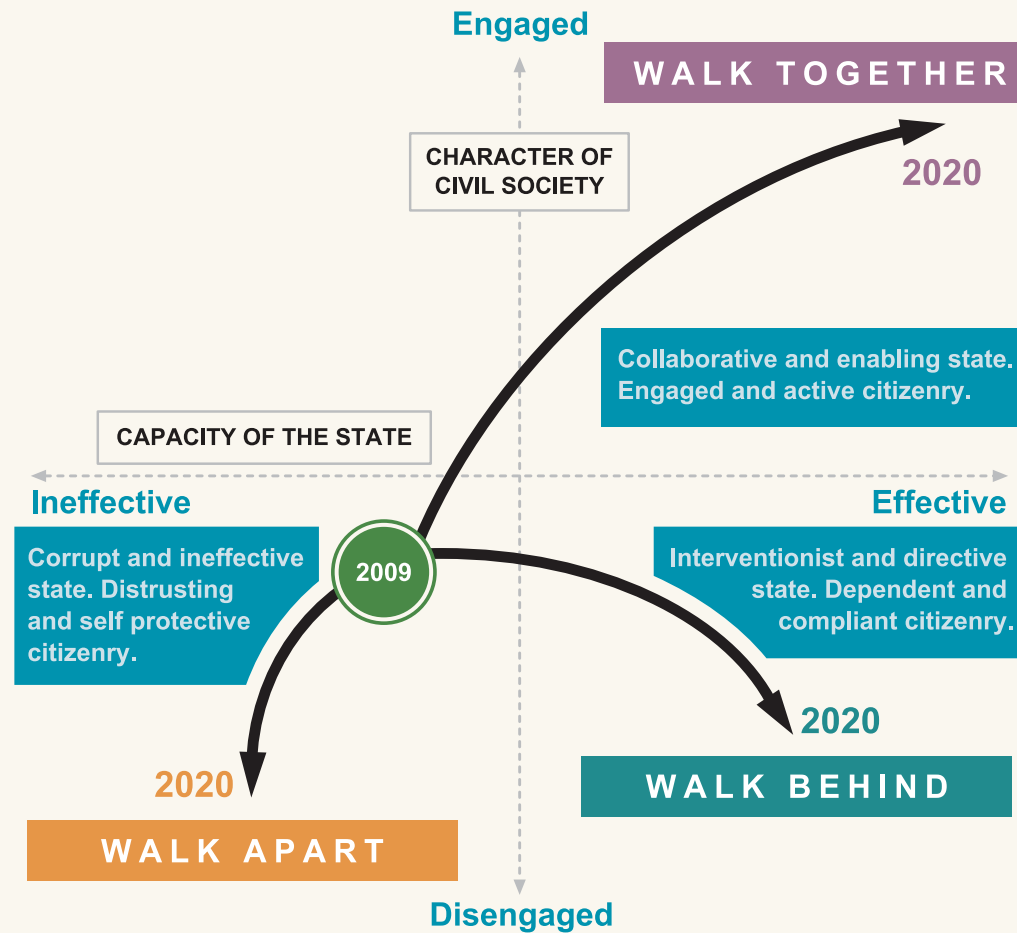 Engaged
WALK TOGETHER
CHARACTER OF
CIVIL SOCIETY
2020
Collaborative and enabling state.
Engaged and active citizenry.
CAPACITY OF THE STATE
Ineffective
Effective
Corrupt and ineffective
state. Distrusting
and self protective
citizenry.
2009
Interventionist and directive
state. Dependent and
compliant citizenry.
2020
WALK BEHIND
2020
WALK APART
Disengaged